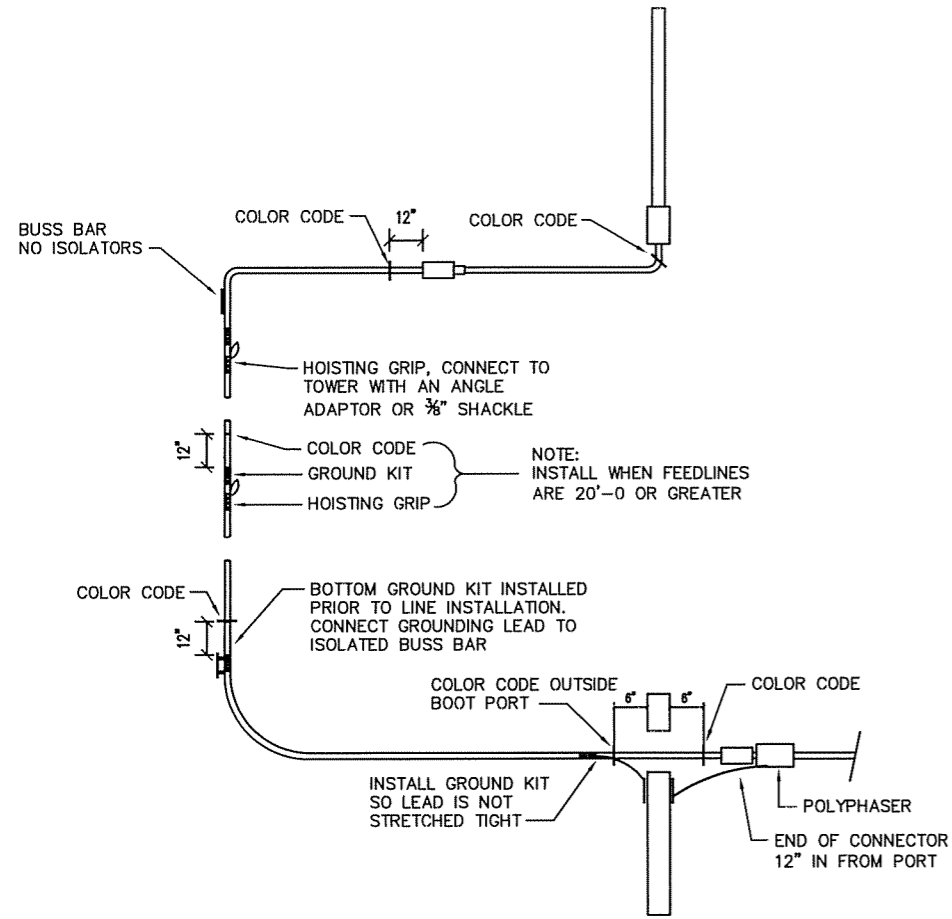 COLOR CODE
12"
COLOR CODE
BUSS BAR
NO ISOLATORS
HOISTING GRIP, CONNECT TO
TOWER WITH AN ANGLE
ADAPTOR OR ⅜" SHACKLE
12"
COLOR CODE
GROUND KIT
HOISTING GRIP
NOTE:
INSTALL WHEN FEEDLINES
ARE 20'-0 OR GREATER
COLOR CODE
12"
BOTTOM GROUND KIT INSTALLED
PRIOR TO LINE INSTALLATION.
CONNECT GROUNDING LEAD TO
ISOLATED BUSS BAR
COLOR CODE OUTSIDE
BOOT PORT
6"
6"
COLOR CODE
INSTALL GROUND KIT
SO LEAD IS NOT
STRETCHED TIGHT
POLYPHASER
END OF CONNECTOR
12" IN FROM PORT